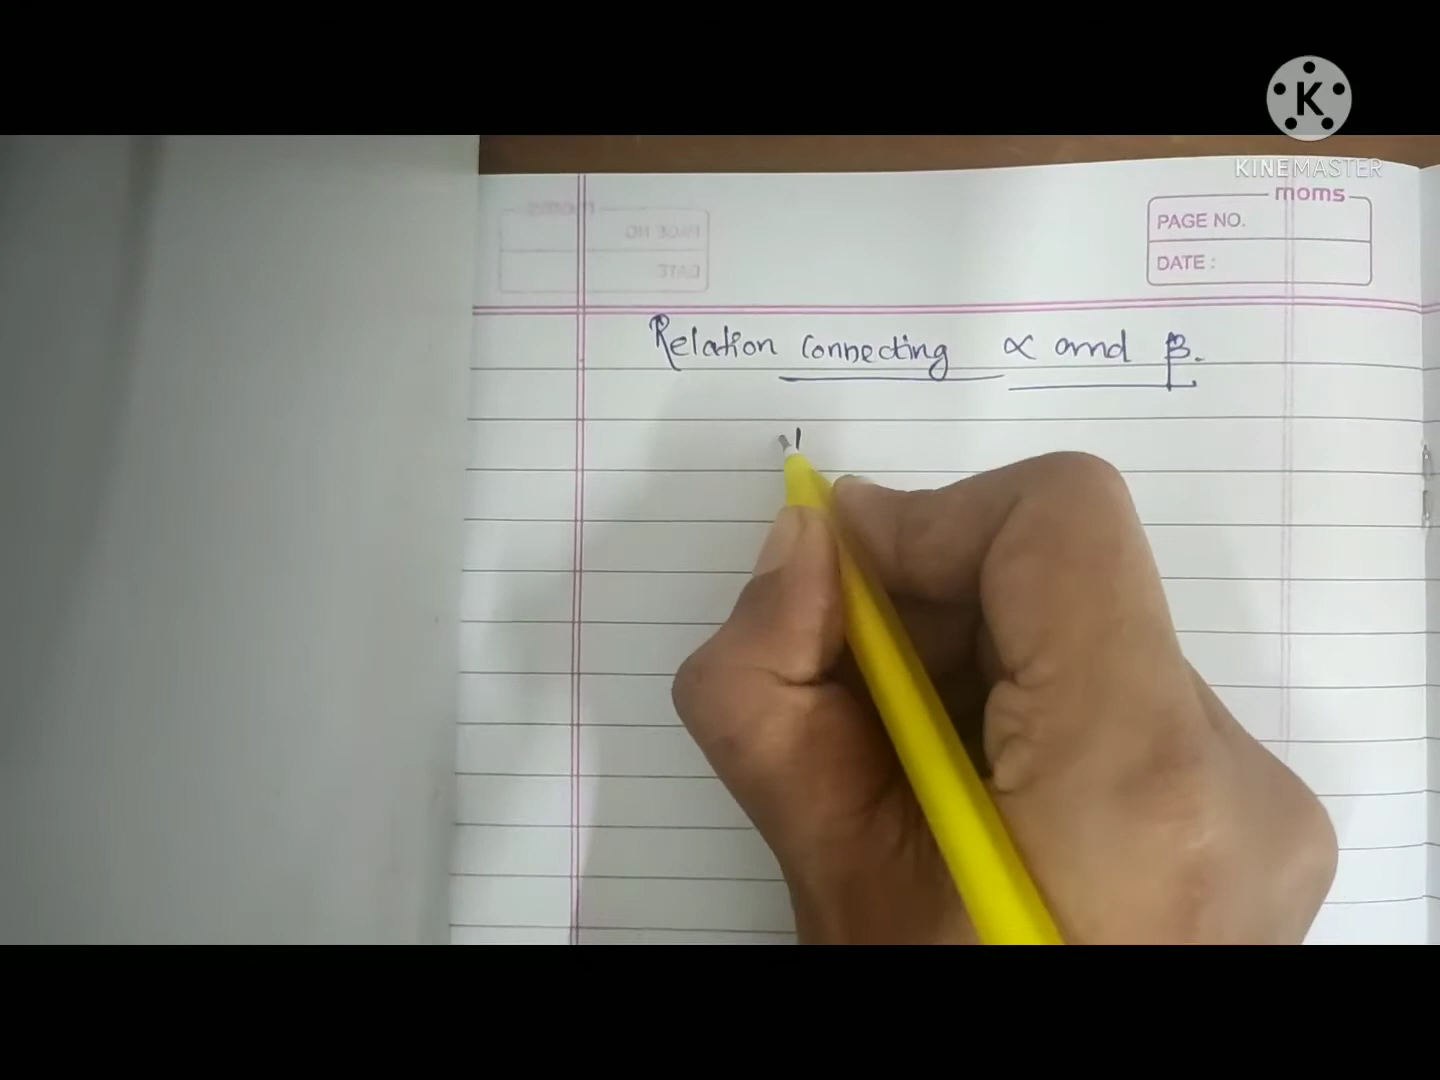 KINEMASTER
moms
PAGE NO.
DATE :
Relation connecting ∝ and β.